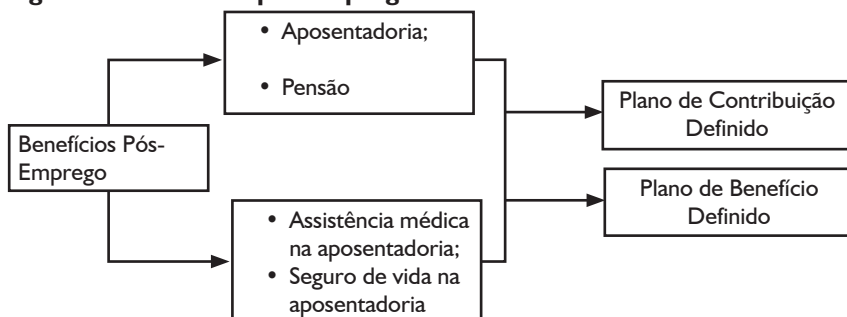 • Aposentadoria;
• Pensão
Benefícios Pós-
Emprego
• Assistência médica
na aposentadoria;
• Seguro de vida na
aposentadoria
Plano de Contribuição
Definido
Plano de Benefício
Definido